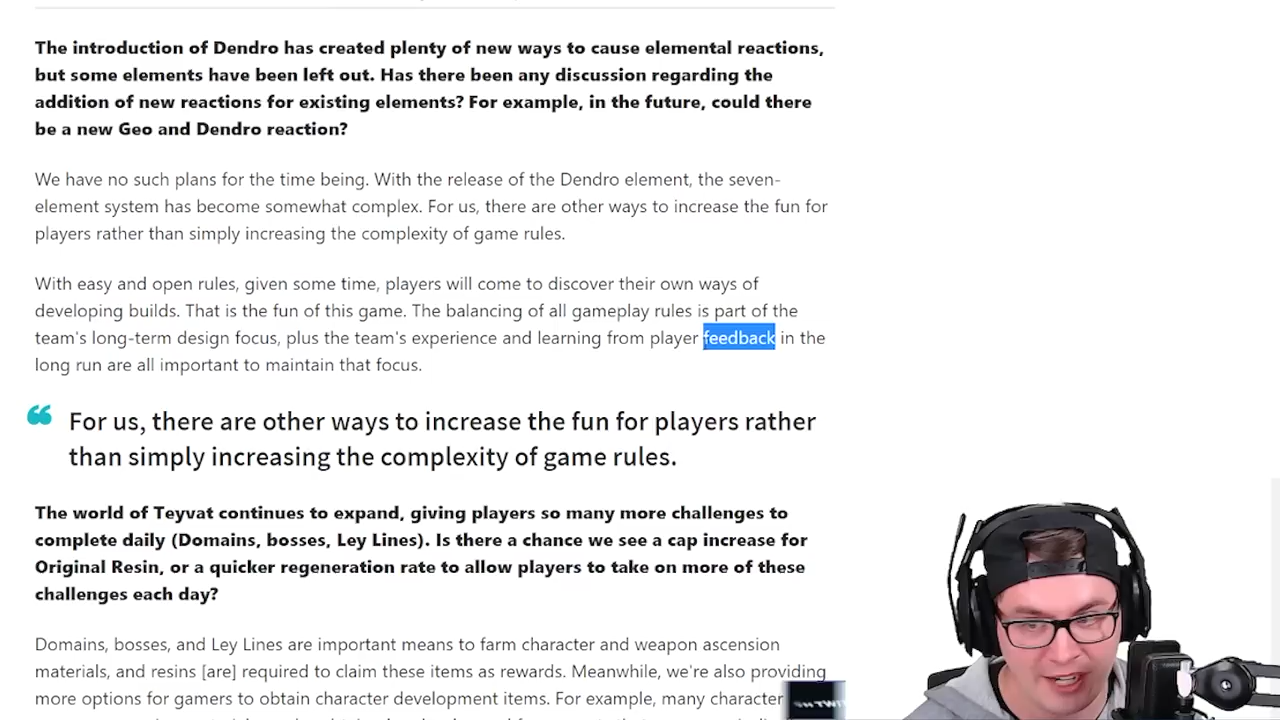 The introduction of Dendro has created plenty of new ways to cause elemental reactions,
but some elements have been left out. Has there been any discussion regarding the
addition of new reactions for existing elements? For example, in the future, could there
be a new Geo and Dendro reaction?
We have no such plans for the time being. With the release of the Dendro element, the seven-
element system has become somewhat complex. For us, there are other ways to increase the fun for
players rather than simply increasing the complexity of game rules.
With easy and open rules, given some time, players will come to discover their own ways of
developing builds. That is the fun of this game. The balancing of all gameplay rules is part of the
team's long-term design focus, plus the team's experience and learning from player feedback in the
long run are all important to maintain that focus.
“ For us, there are other ways to increase the fun for players rather
than simply increasing the complexity of game rules.
The world of Teyvat continues to expand, giving players so many more challenges to
complete daily (Domains, bosses, Ley Lines). Is there a chance we see a cap increase for
Original Resin, or a quicker regeneration rate to allow players to take on more of these
challenges each day?
Domains, bosses, and Ley Lines are important means to farm character and weapon ascension
materials, and resins [are] required to claim these items as rewards. Meanwhile, we're also providing
more options for gamers to obtain character development items. For example, many character